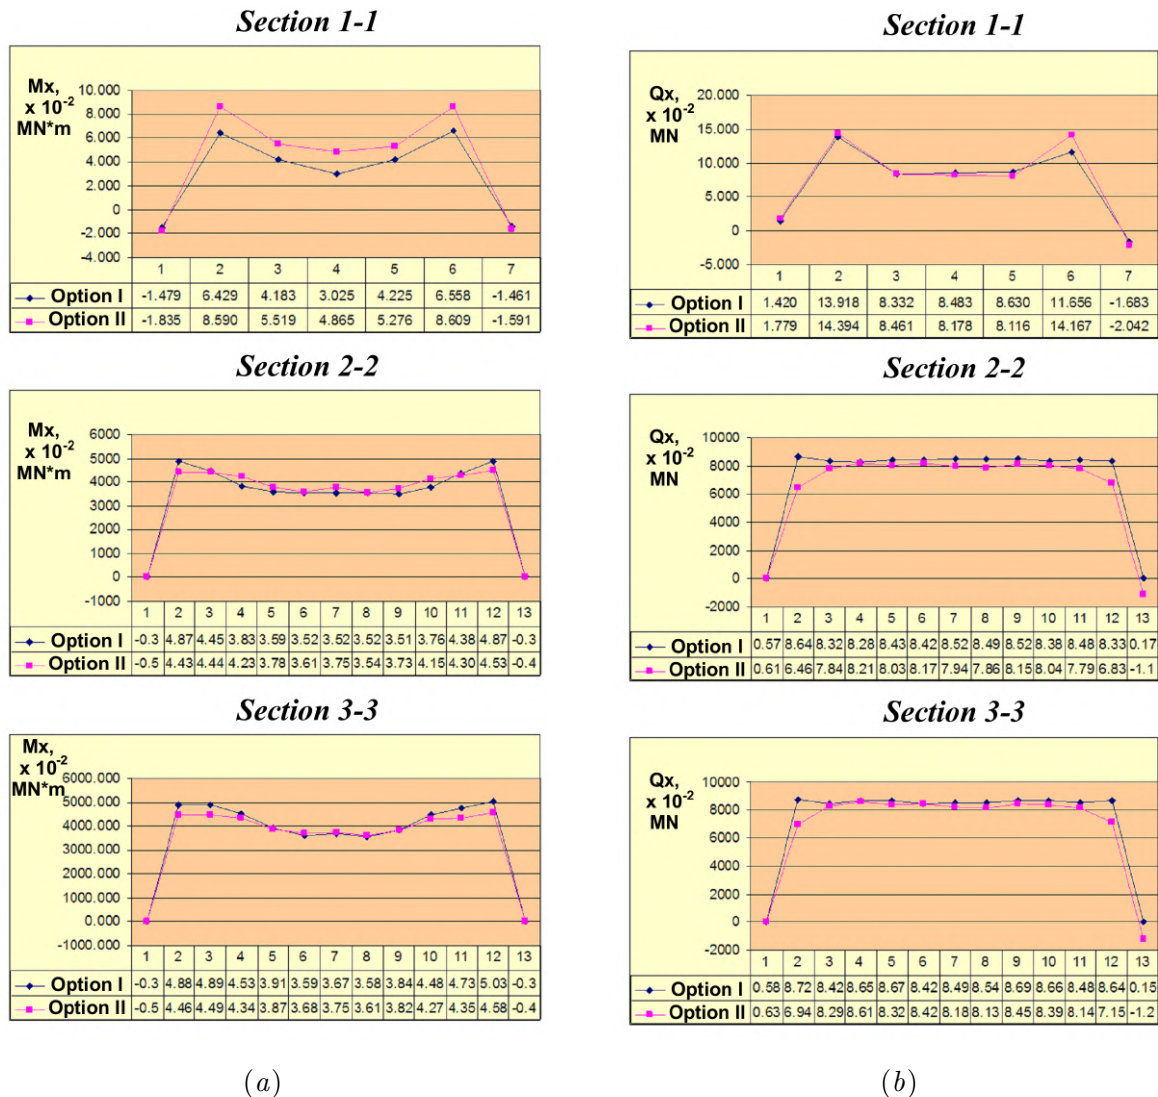 Section 1-1
Mx,
x 10-2
MN*m
10.000
8.000
6.000
4.000
2.000
0
-2.000
-4.000
1 2 3 4 5 6 7
Option I -1.479 6.429 4.183 3.025 4.225 6.558 -1.461
Option II -1.835 8.590 5.519 4.865 5.276 8.609 -1.591
Section 2-2
Mx,
x 10-2
MN*m
6000
5000
4000
3000
2000
1000
0
-1000
1 2 3 4 5 6 7 8 9 10 11 12 13
Option I -0.3 4.87 4.45 3.83 3.59 3.52 3.52 3.52 3.51 3.76 4.38 4.87 -0.3
Option II -0.5 4.43 4.44 4.23 3.78 3.61 3.75 3.54 3.73 4.15 4.30 4.53 -0.4
Section 3-3
Mx,
x 10-2
MN*m
6000.000
5000.000
4000.000
3000.000
2000.000
1000.000
0.000
-1000.000
1 2 3 4 5 6 7 8 9 10 11 12 13
Option I -0.3 4.88 4.89 4.53 3.91 3.59 3.67 3.58 3.84 4.48 4.73 5.03 -0.3
Option II -0.5 4.46 4.49 4.34 3.87 3.68 3.75 3.61 3.82 4.27 4.35 4.58 -0.4
(a)
Section 1-1
Qx,
x 10-2
MN
20.000
15.000
10.000
5.000
0
-5.000
1 2 3 4 5 6 7
Option I 1.420 13.918 8.332 8.483 8.630 11.656 -1.683
Option II 1.779 14.394 8.461 8.178 8.116 14.167 -2.042
Section 2-2
Qx,
x 10-2
MN
10000
8000
6000
4000
2000
0
-2000
1 2 3 4 5 6 7 8 9 10 11 12 13
Option I 0.57 8.64 8.32 8.28 8.43 8.42 8.52 8.49 8.52 8.38 8.48 8.33 0.17
Option II 0.61 6.46 7.84 8.21 8.03 8.17 7.94 7.86 8.15 8.04 7.79 6.83 -1.1
Section 3-3
Qx,
x 10-2
MN
10000
8000
6000
4000
2000
0
-2000
1 2 3 4 5 6 7 8 9 10 11 12 13
Option I 0.58 8.72 8.42 8.65 8.67 8.42 8.49 8.54 8.69 8.66 8.48 8.64 0.15
Option II 0.63 6.94 8.29 8.61 8.32 8.42 8.18 8.13 8.45 8.39 8.14 7.15 -1.2
(b)